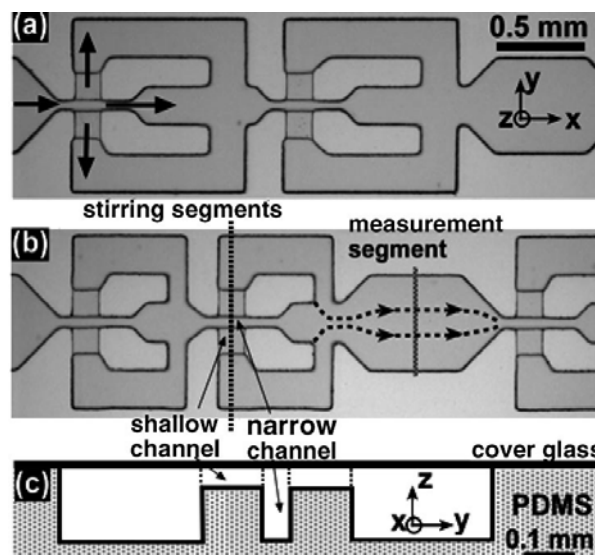 (a)
0.5 mm
y
z x
stirring segments
measurement
segment
(b)
shallow
channel
narrow
channel
cover glass
(c)
z
x y
PDMS
0.1 mm